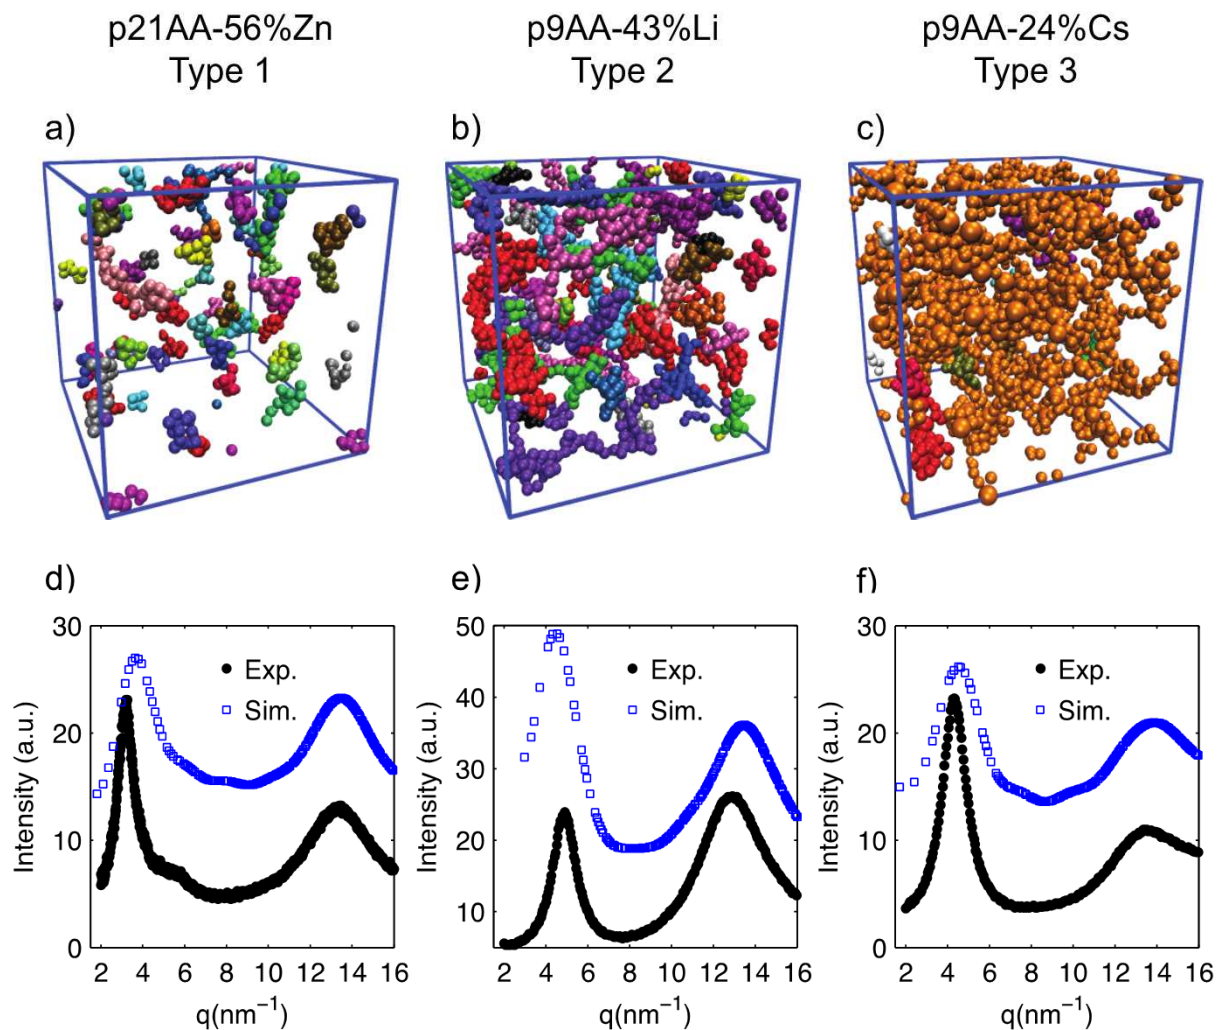 p21AA-56%Zn
Type 1
p9AA-43%Li
Type 2
p9AA-24%Cs
Type 3
a)
b)
c)
d)
30
20
10
0
Intensity (a.u.)
Exp.
Sim.
2 4 6 8 10 12 14 16
q(nm⁻¹)
e)
50
40
30
20
10
Intensity (a.u.)
Exp.
Sim.
2 4 6 8 10 12 14 16
q(nm⁻¹)
f)
30
20
10
0
Intensity (a.u.)
Exp.
Sim.
2 4 6 8 10 12 14 16
q(nm⁻¹)